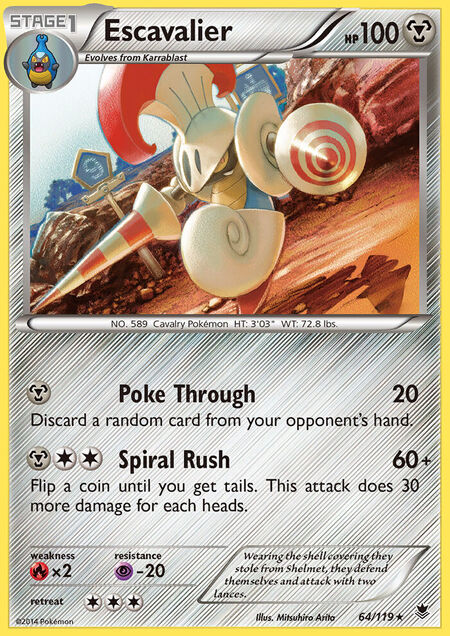 STAGE1
Escavalier
HP100
Evolves from Karrablast
NO. 589 Cavalry Pokémon HT: 3'03" WT: 72.8 lbs.
Poke Through 20
Discard a random card from your opponent's hand.
Spiral Rush 60+
Flip a coin until you get tails. This attack does 30
more damage for each heads.
weakness
×2
resistance
-20
retreat
Wearing the shell covering they
stole from Shelmet, they defend
themselves and attack with two
lances.
©2014 Pokémon
Illus. Mitsuhiro Arita
64/119★